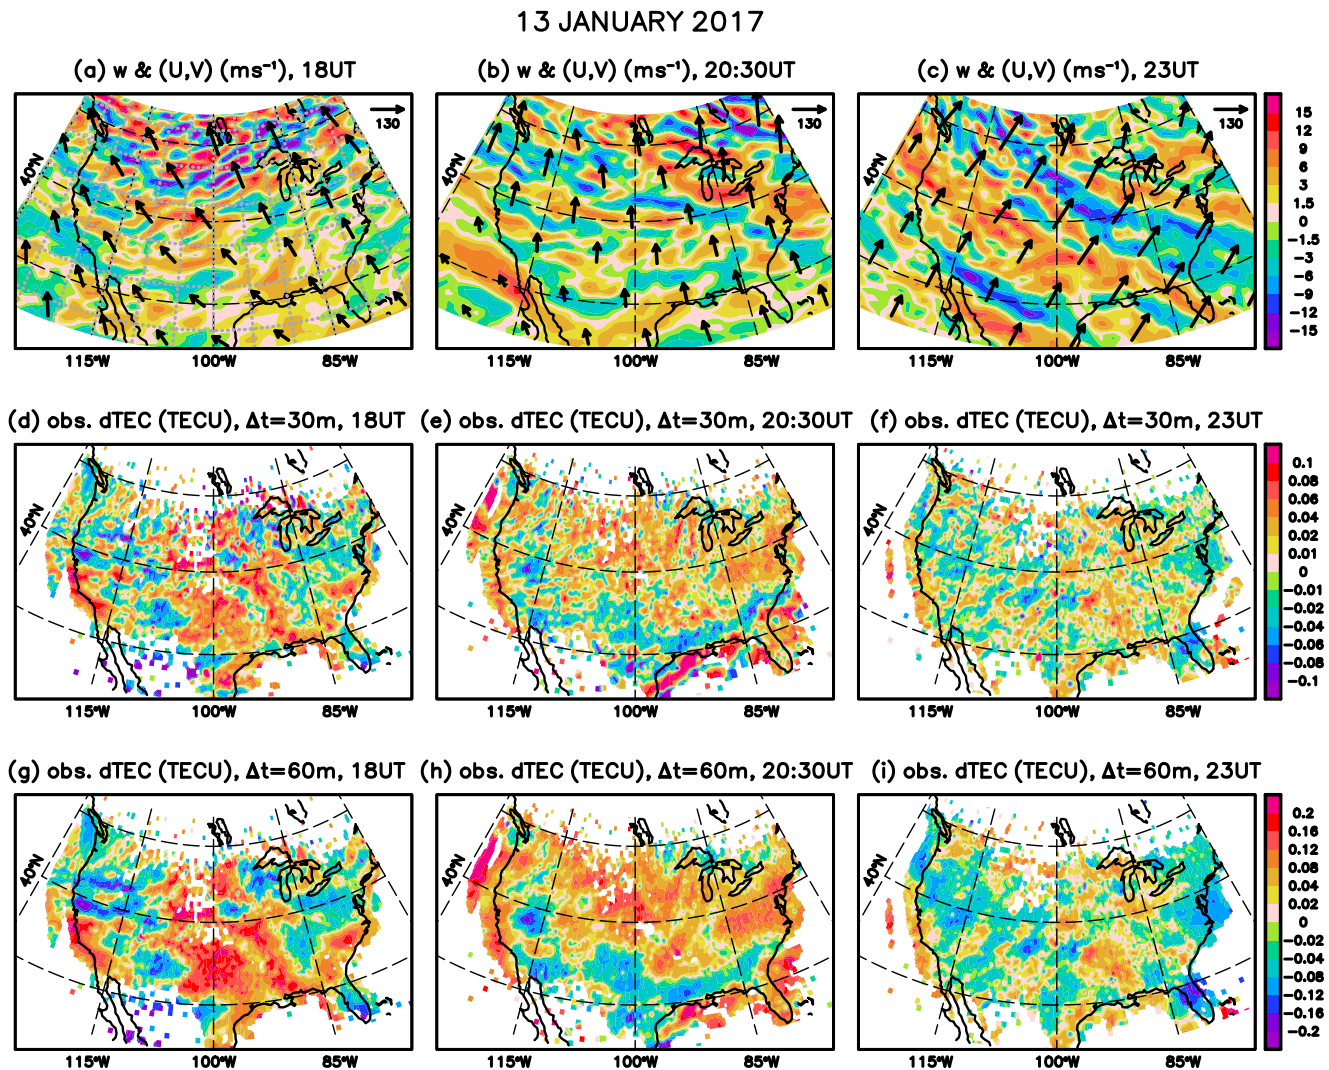 13 JANUARY 2017
(a) w & (U,V) (ms⁻¹), 18UT
(b) w & (U,V) (ms⁻¹), 20:30UT
(c) w & (U,V) (ms⁻¹), 23UT
130
130
130
40°N
40°N
40°N
15
12
9
6
3
1.5
0
−1.5
−3
−6
−9
−12
−15
115°W 100°W 85°W
115°W 100°W 85°W
115°W 100°W 85°W
(d) obs. dTEC (TECU), Δt=30m, 18UT
(e) obs. dTEC (TECU), Δt=30m, 20:30UT
(f) obs. dTEC (TECU), Δt=30m, 23UT
40°N
40°N
40°N
0.1
0.08
0.06
0.04
0.02
0.01
0
−0.01
−0.02
−0.04
−0.06
−0.08
−0.1
115°W 100°W 85°W
115°W 100°W 85°W
115°W 100°W 85°W
(g) obs. dTEC (TECU), Δt=60m, 18UT
(h) obs. dTEC (TECU), Δt=60m, 20:30UT
(i) obs. dTEC (TECU), Δt=60m, 23UT
40°N
40°N
40°N
0.2
0.16
0.12
0.08
0.04
0.02
0
−0.02
−0.04
−0.08
−0.12
−0.16
−0.2
115°W 100°W 85°W
115°W 100°W 85°W
115°W 100°W 85°W